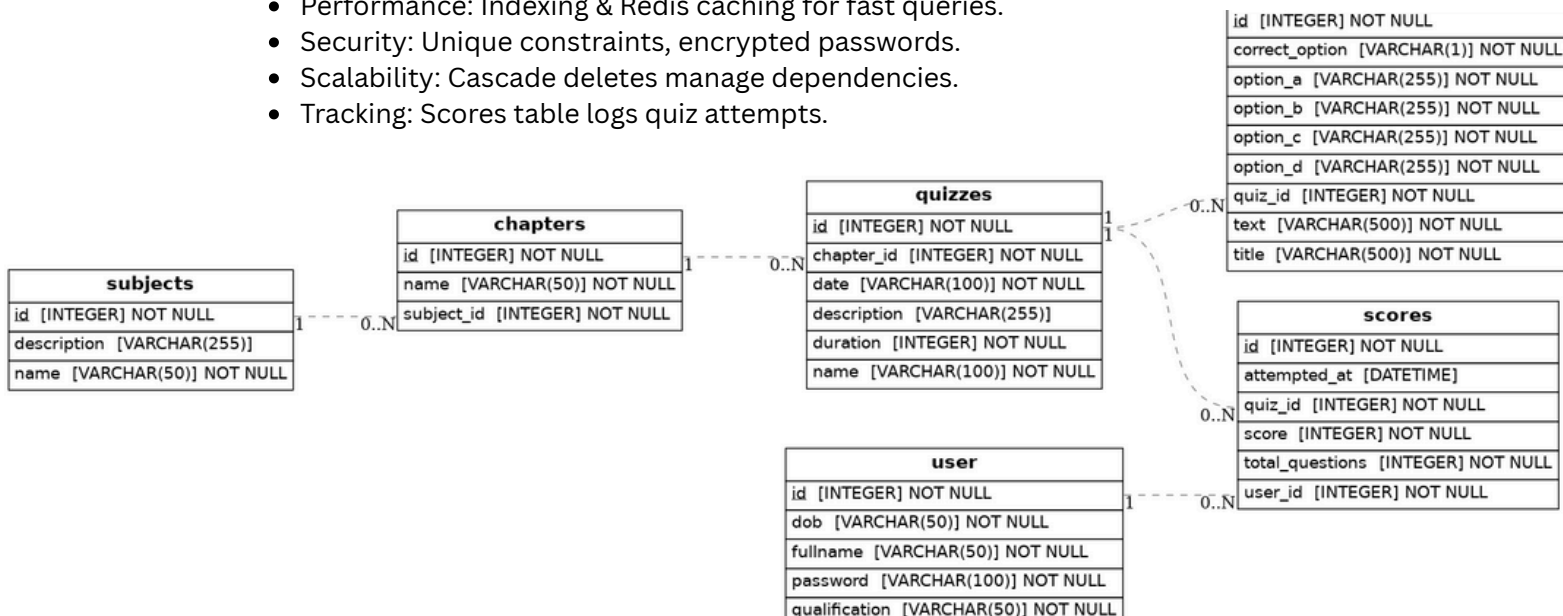 • Performance: Indexing & Redis caching for fast queries.
• Security: Unique constraints, encrypted passwords.
• Scalability: Cascade deletes manage dependencies.
• Tracking: Scores table logs quiz attempts.
subjects
id [INTEGER] NOT NULL
description [VARCHAR(255)]
name [VARCHAR(50)] NOT NULL
1
0..N
chapters
id [INTEGER] NOT NULL
name [VARCHAR(50)] NOT NULL
subject_id [INTEGER] NOT NULL
1
0..N
quizzes
id [INTEGER] NOT NULL
chapter_id [INTEGER] NOT NULL
date [VARCHAR(100)] NOT NULL
description [VARCHAR(255)]
duration [INTEGER] NOT NULL
name [VARCHAR(100)] NOT NULL
1
1
0..N
id [INTEGER] NOT NULL
correct_option [VARCHAR(1)] NOT NULL
option_a [VARCHAR(255)] NOT NULL
option_b [VARCHAR(255)] NOT NULL
option_c [VARCHAR(255)] NOT NULL
option_d [VARCHAR(255)] NOT NULL
quiz_id [INTEGER] NOT NULL
text [VARCHAR(500)] NOT NULL
title [VARCHAR(500)] NOT NULL
0..N
scores
id [INTEGER] NOT NULL
attempted_at [DATETIME]
quiz_id [INTEGER] NOT NULL
score [INTEGER] NOT NULL
total_questions [INTEGER] NOT NULL
user_id [INTEGER] NOT NULL
user
id [INTEGER] NOT NULL
dob [VARCHAR(50)] NOT NULL
fullname [VARCHAR(50)] NOT NULL
password [VARCHAR(100)] NOT NULL
qualification [VARCHAR(50)] NOT NULL
1
0..N